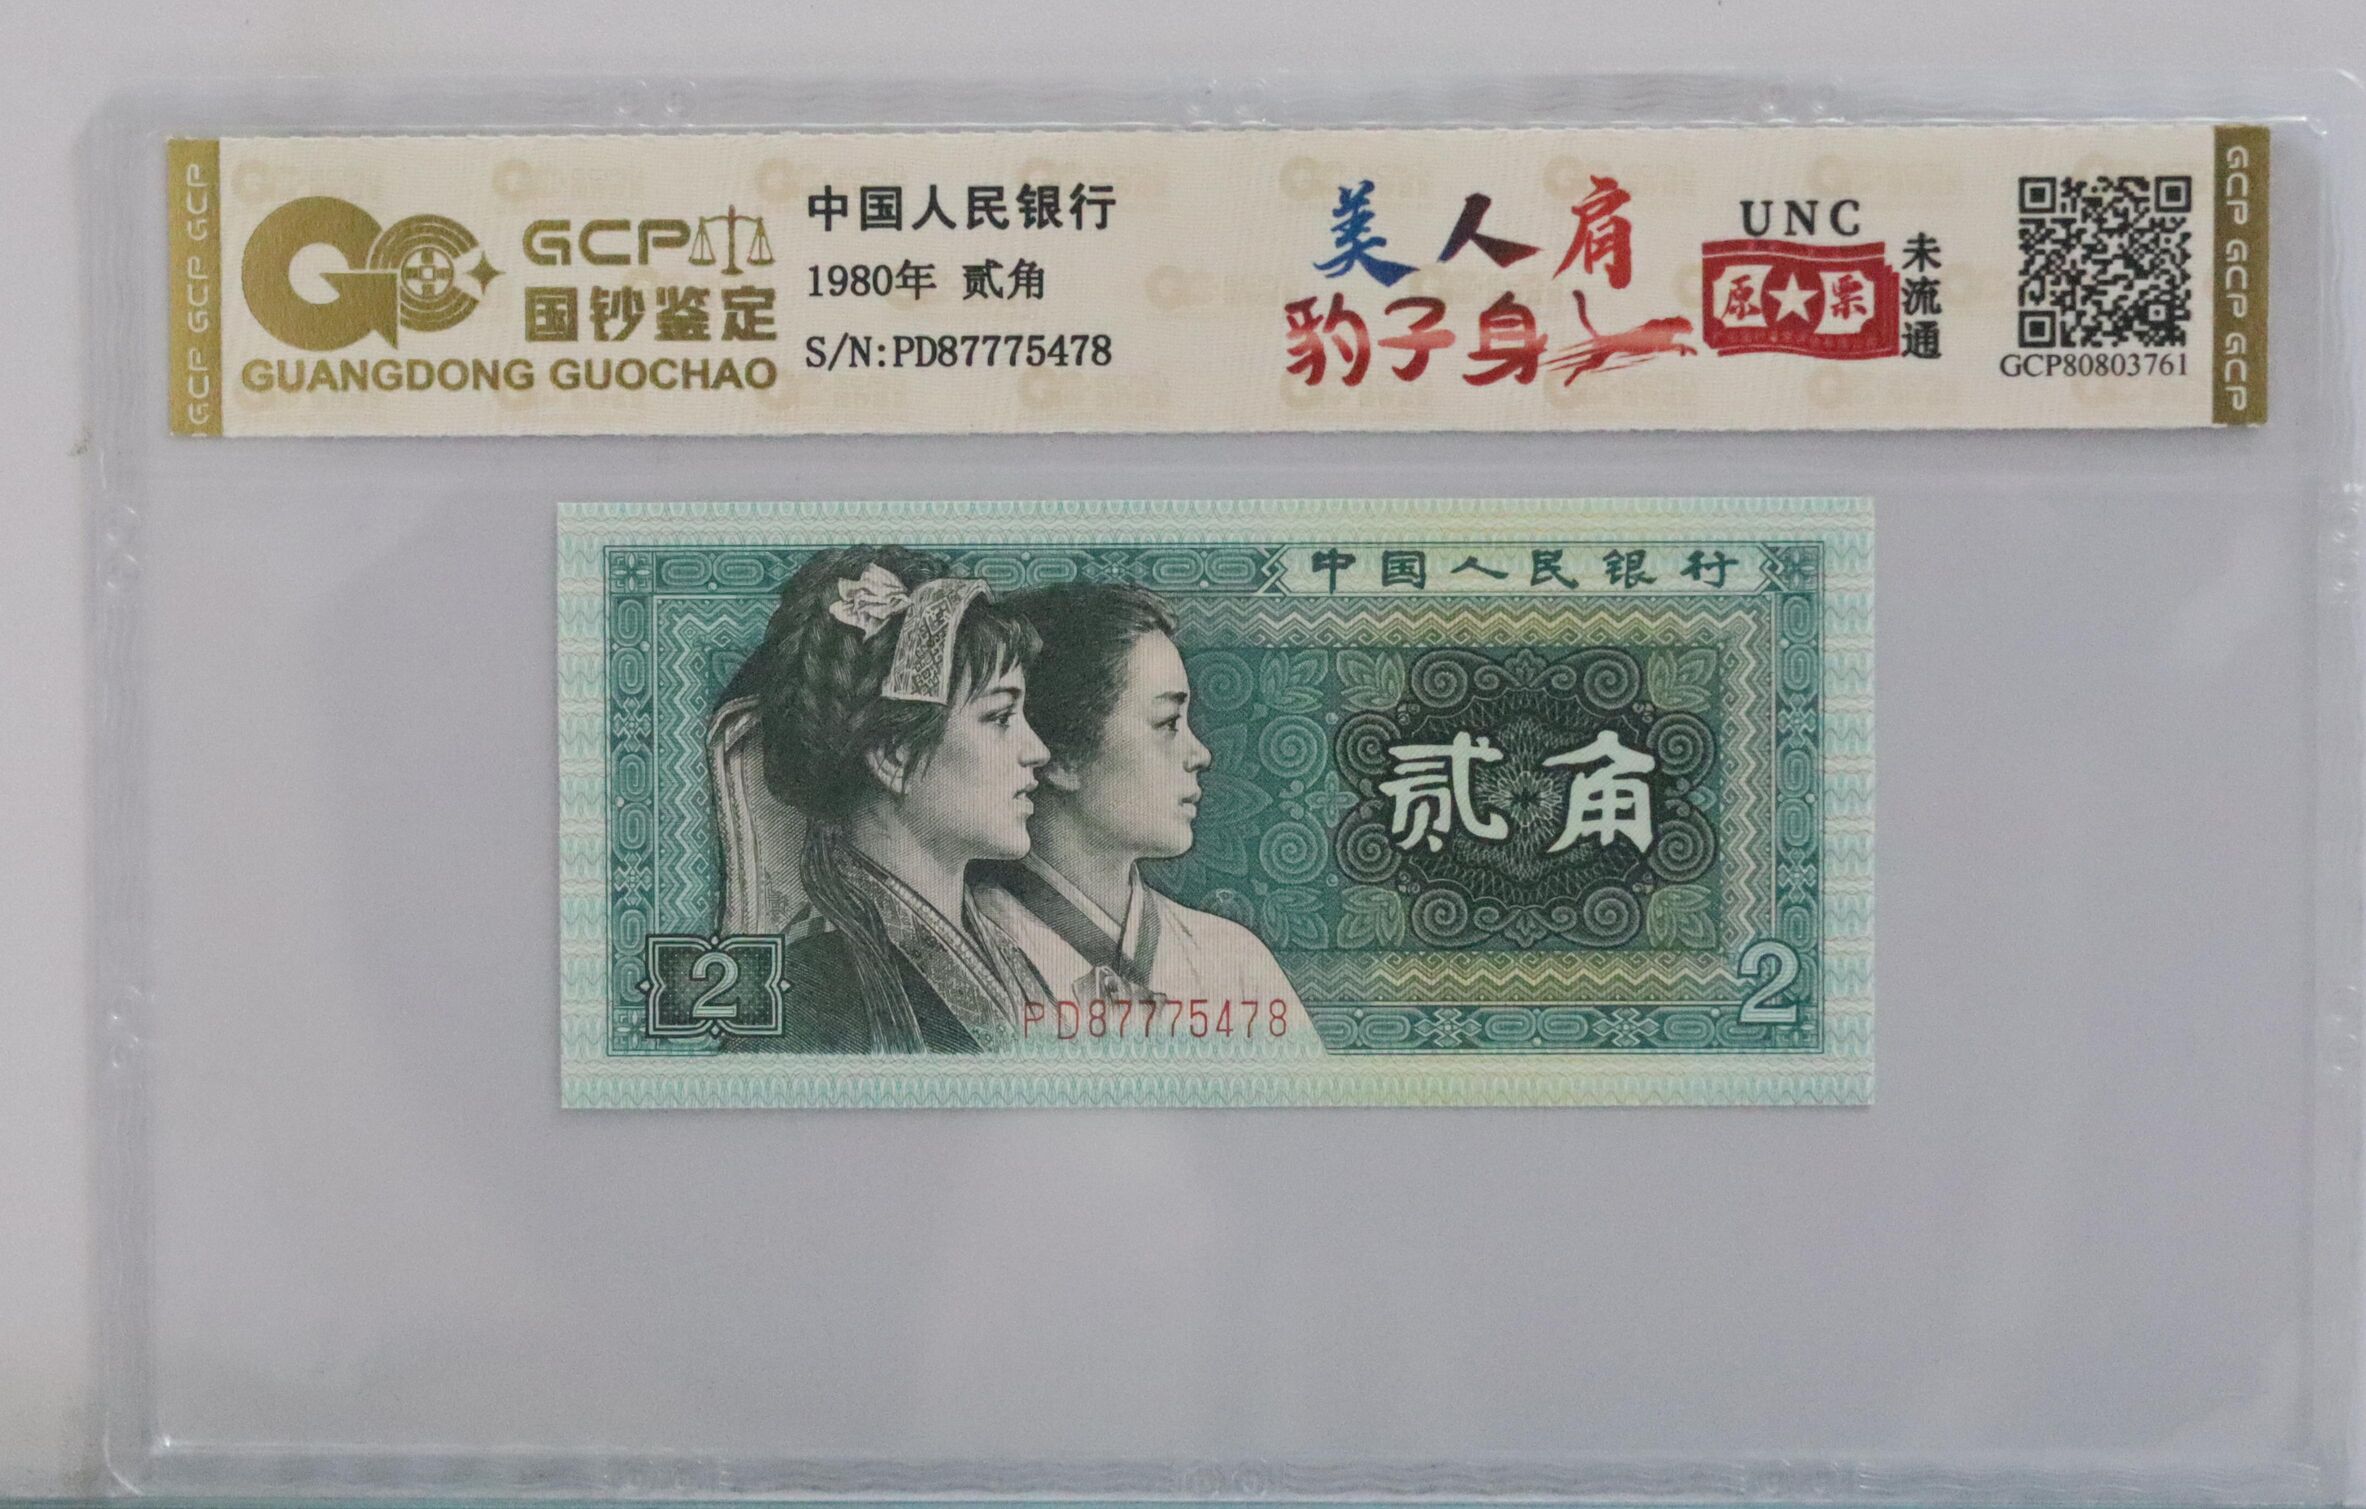 GCP GCP GCP
GCP
国钞鉴定
GUANGDONG GUOCHAO
中国人民银行
1980年 贰角
S/N:PD87775478
美人肩
豹子身
UNC
原★票
未流通
GCP80803761
GCP GCP GCP
中国人民银行
贰角
2
PD87775478
2